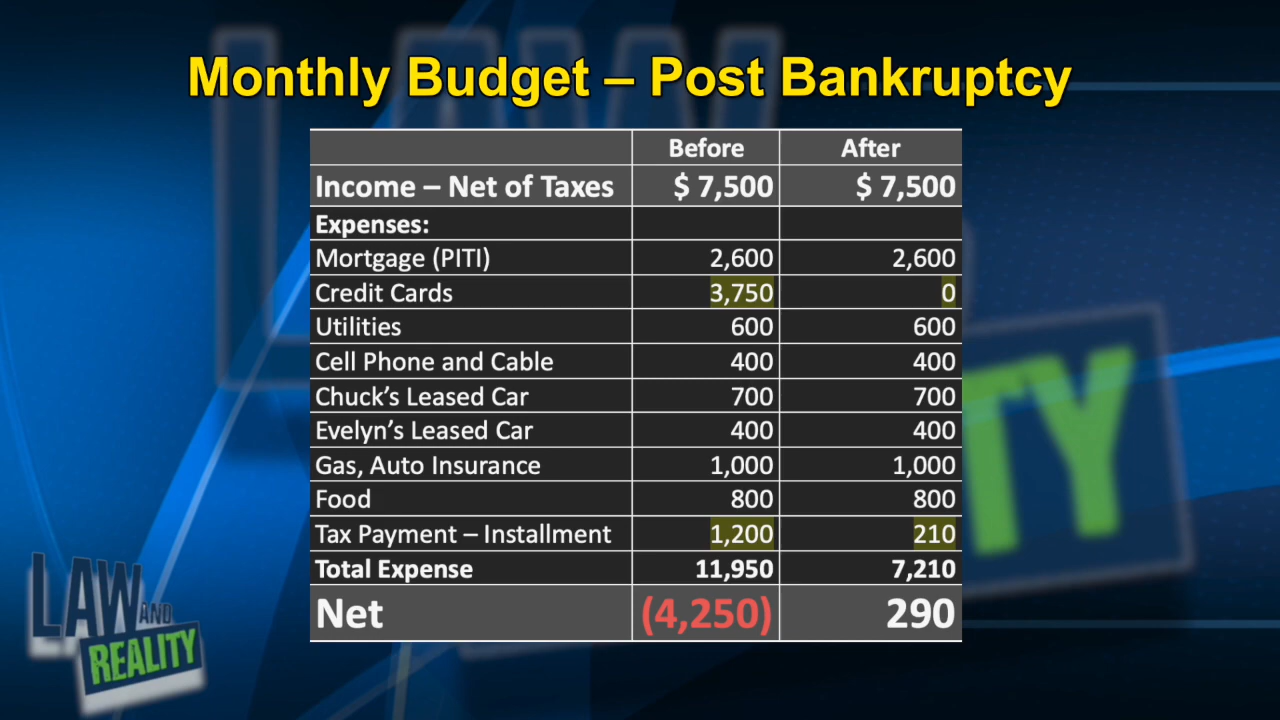 Monthly Budget – Post Bankruptcy
Before After
Income – Net of Taxes $ 7,500 $ 7,500
Expenses:
Mortgage (PITI) 2,600 2,600
Credit Cards 3,750 0
Utilities 600 600
Cell Phone and Cable 400 400
Chuck's Leased Car 700 700
Evelyn's Leased Car 400 400
Gas, Auto Insurance 1,000 1,000
Food 800 800
Tax Payment – Installment 1,200 210
Total Expense 11,950 7,210
Net (4,250) 290
LAW
AND
REALITY
LAW
TY